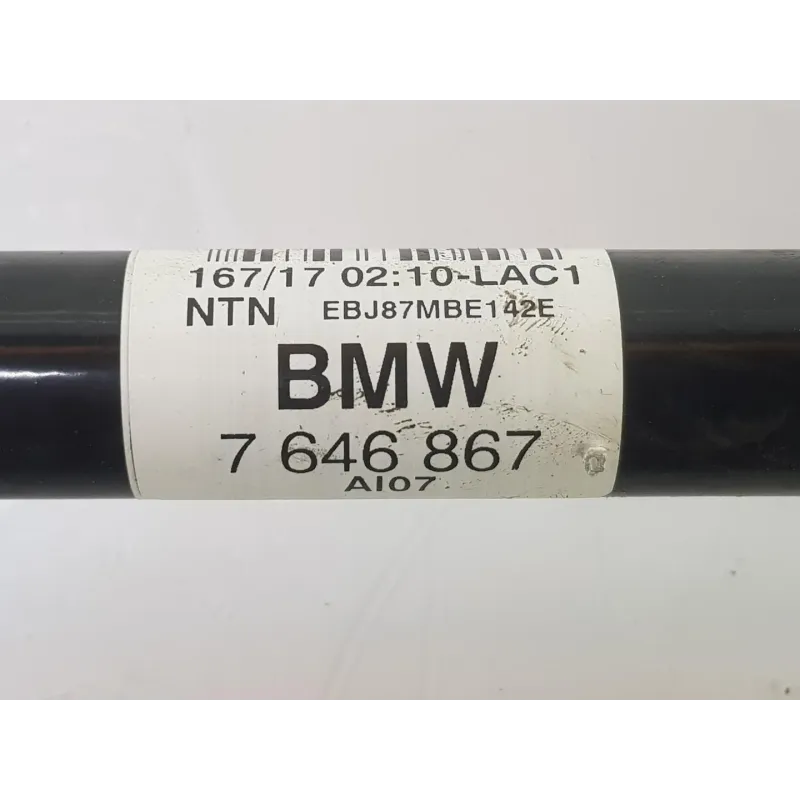 167/17 02:10-LAC1
NTN EBJ87MBE142E
BMW
7 646 867
AI07